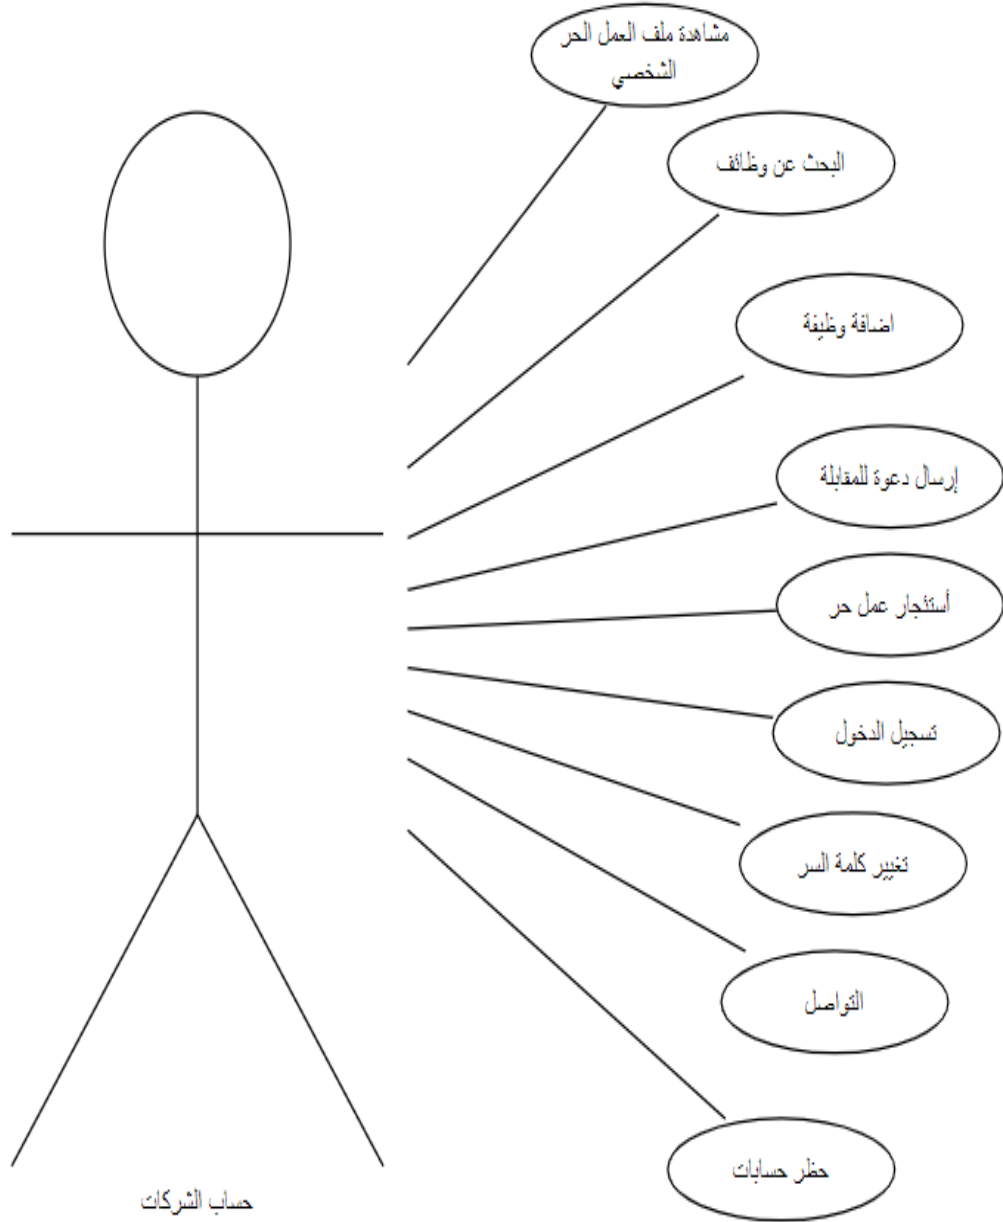 مشاهدة ملف العمل الحر
الشخصي
البحث عن وظائف
اضافة وظيفة
إرسال دعوة للمقابلة
أستئجار عمل حر
تسجيل الدخول
تغيير كلمة السر
التواصل
حظر حسابات
حساب الشركات